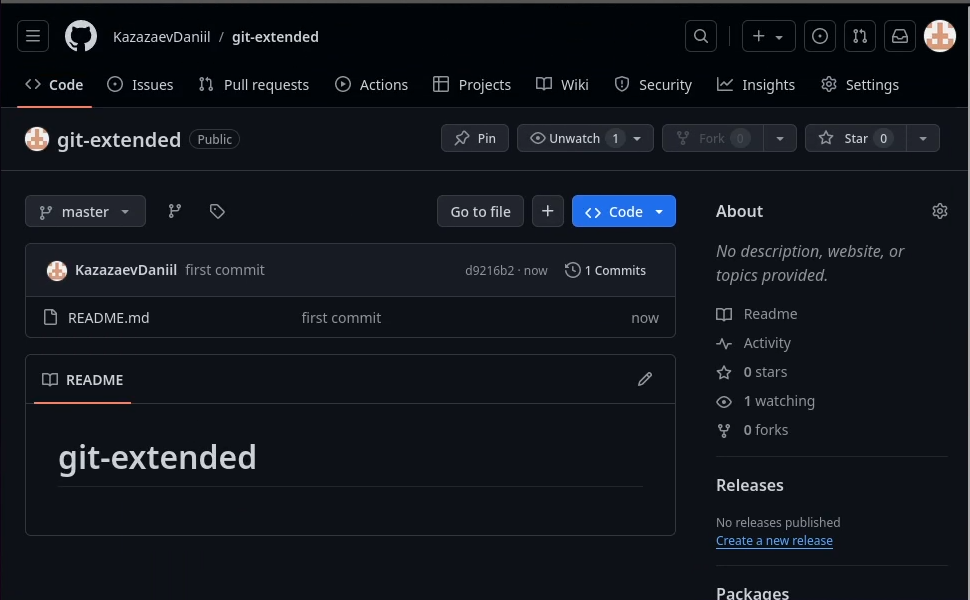 KazazaevDaniil / git-extended
Code Issues Pull requests Actions Projects Wiki Security Insights Settings
git-extended Public Pin Unwatch 1 Fork 0 Star 0
master Go to file Code About
No description, website, or
topics provided.
KazazaevDaniil first commit d9216b2 · now 1 Commits
README.md first commit now
Readme
Activity
0 stars
1 watching
0 forks
README
git-extended
Releases
No releases published
Create a new release
Packages